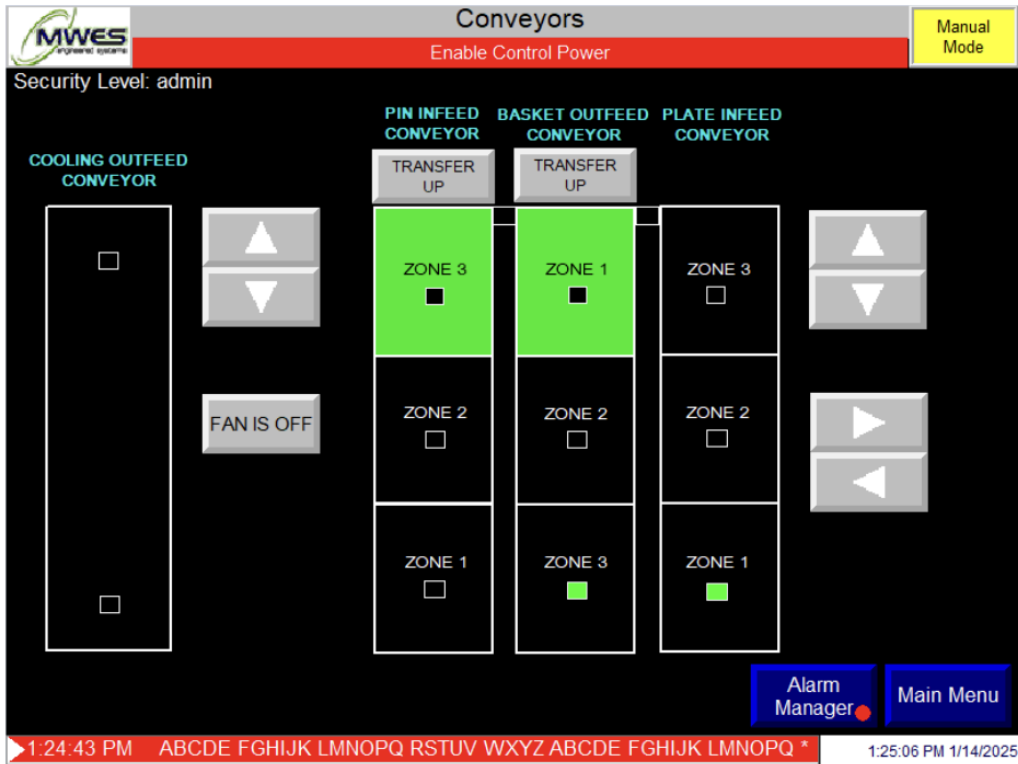 MWES
engineered systems
Conveyors
Enable Control Power
Manual
Mode
Security Level: admin
COOLING OUTFEED
CONVEYOR
PIN INFEED
CONVEYOR
BASKET OUTFEED
CONVEYOR
PLATE INFEED
CONVEYOR
TRANSFER
UP
TRANSFER
UP
ZONE 3
ZONE 1
ZONE 3
FAN IS OFF
ZONE 2
ZONE 2
ZONE 2
ZONE 1
ZONE 3
ZONE 1
Alarm
Manager
Main Menu
1:24:43 PM ABCDE FGHIJK LMNOPQ RSTUV WXYZ ABCDE FGHIJK LMNOPQ *
1:25:06 PM 1/14/2025